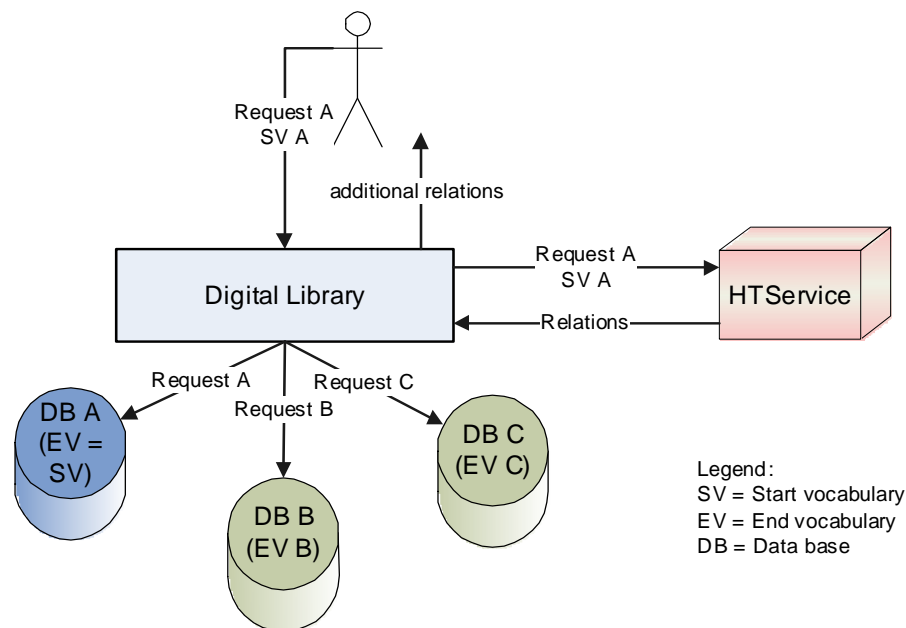 Request A
SV A
additional relations
Digital Library
Request A
SV A
HTService
Relations
Request A
Request B
Request C
DB A
(EV =
SV)
DB B
(EV B)
DB C
(EV C)
Legend:
SV = Start vocabulary
EV = End vocabulary
DB = Data base